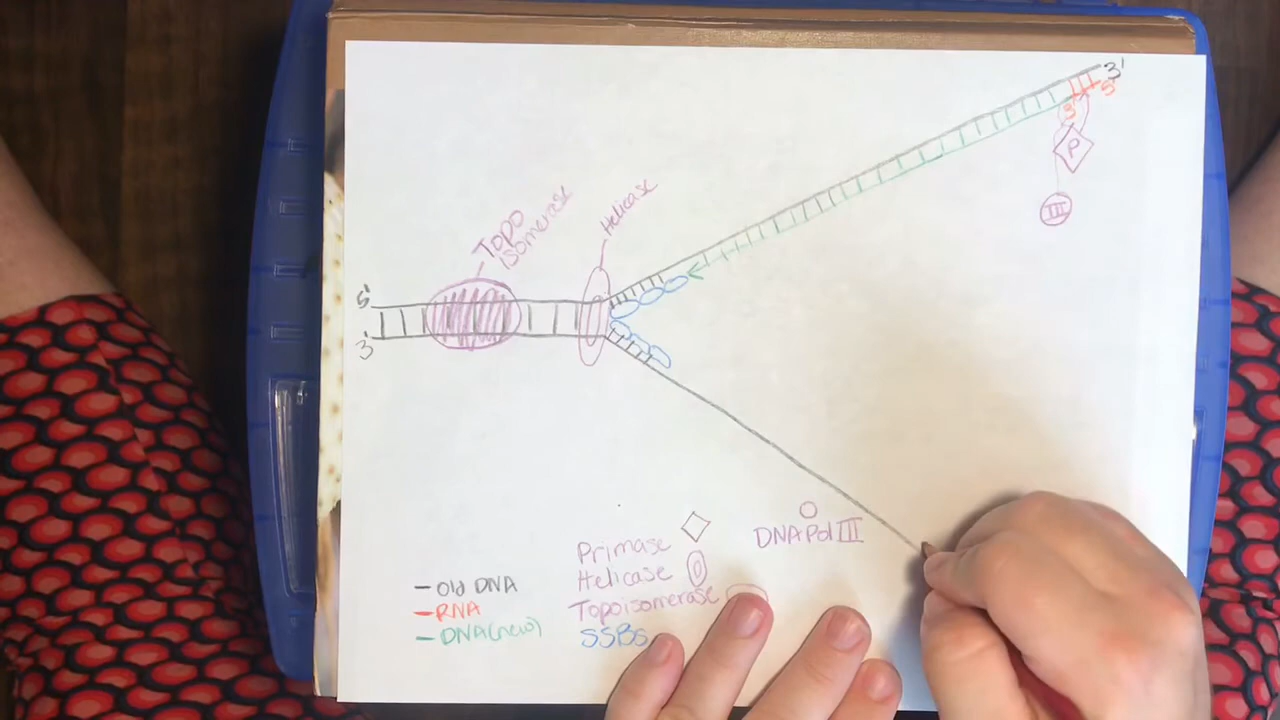 3'
5'
3'
P
III
Topo
isomerase
Helicase
5'
3'
DNA Pol III
Primase
Helicase
Topoisomerase
SSBs
Old DNA
RNA
DNA(new)